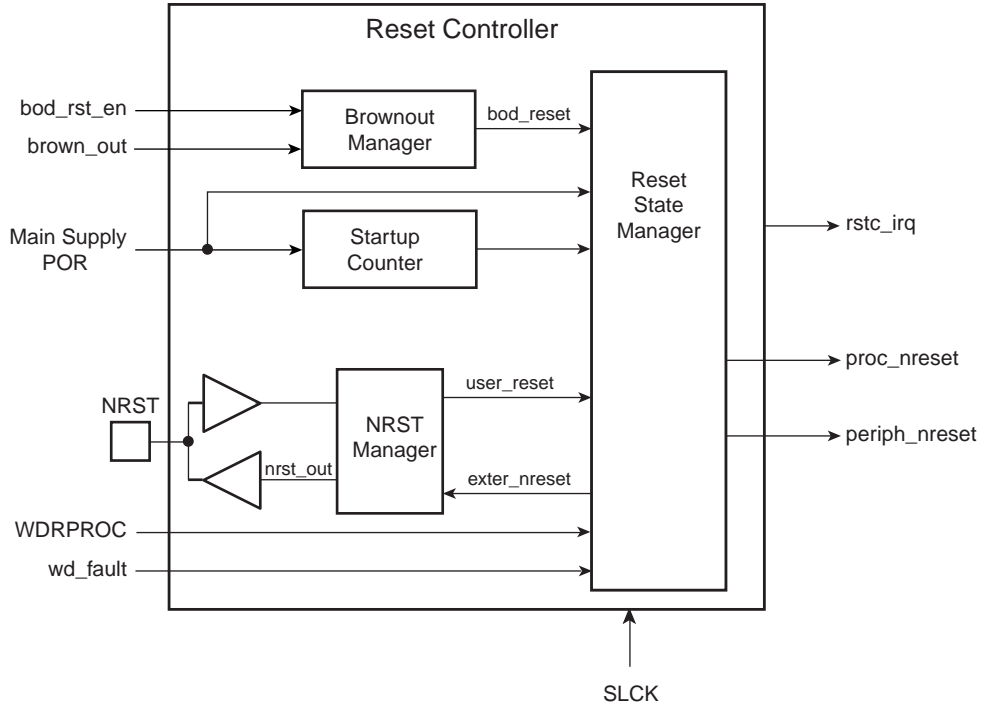 Reset Controller
bod_rst_en
brown_out
Brownout
Manager
bod_reset
Main Supply
POR
Startup
Counter
Reset
State
Manager
rstc_irq
proc_nreset
periph_nreset
NRST
NRST
Manager
user_reset
nrst_out
exter_nreset
WDRPROC
wd_fault
SLCK